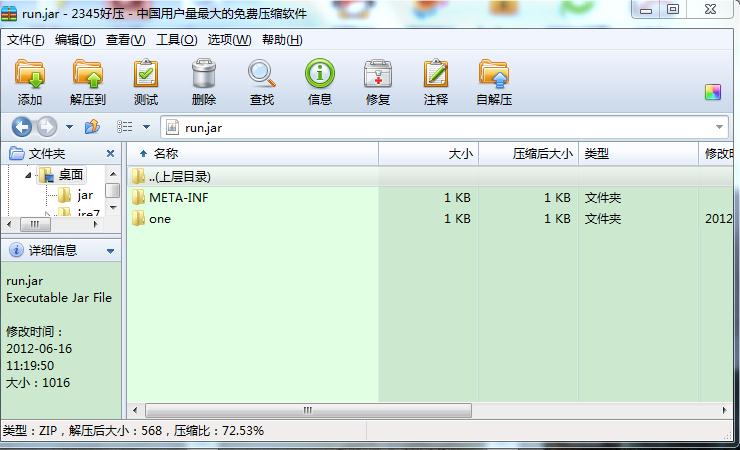 run.jar - 2345好压 - 中国用户量最大的免费压缩软件
文件(F) 编辑(D) 查看(V) 工具(O) 选项(W) 帮助(H)
添加 解压到 测试 删除 查找 信息 修复 注释 自解压
run.jar
文件夹
名称 大小 压缩后大小 类型 修改时
桌面
jar
jre7
..(上层目录)
META-INF 1 KB 1 KB 文件夹
one 1 KB 1 KB 文件夹 2012
详细信息
run.jar
Executable Jar File
修改时间：
2012-06-16
11:19:50
大小：1016
类型：ZIP，解压后大小：568，压缩比：72.53%